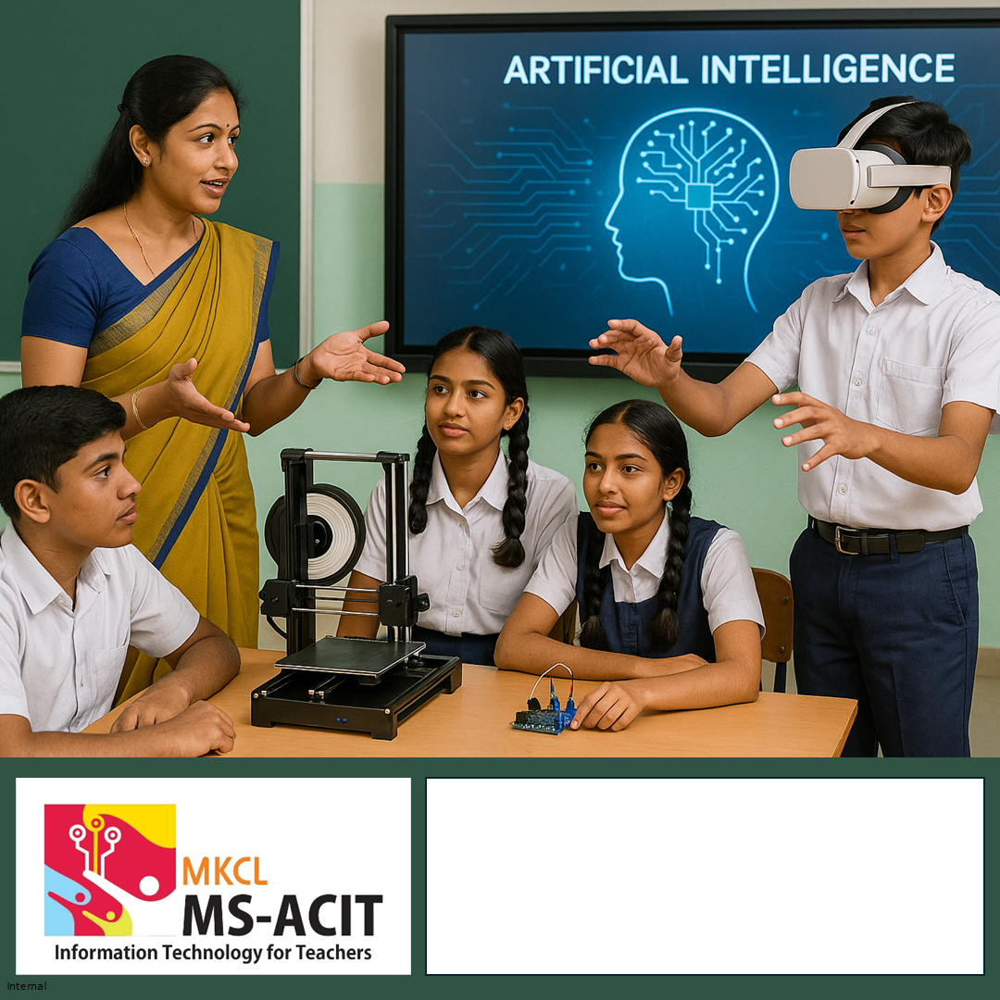 ARTIFICIAL INTELLIGENCE
MKCL
MS-ACIT
Information Technology for Teachers
Internal